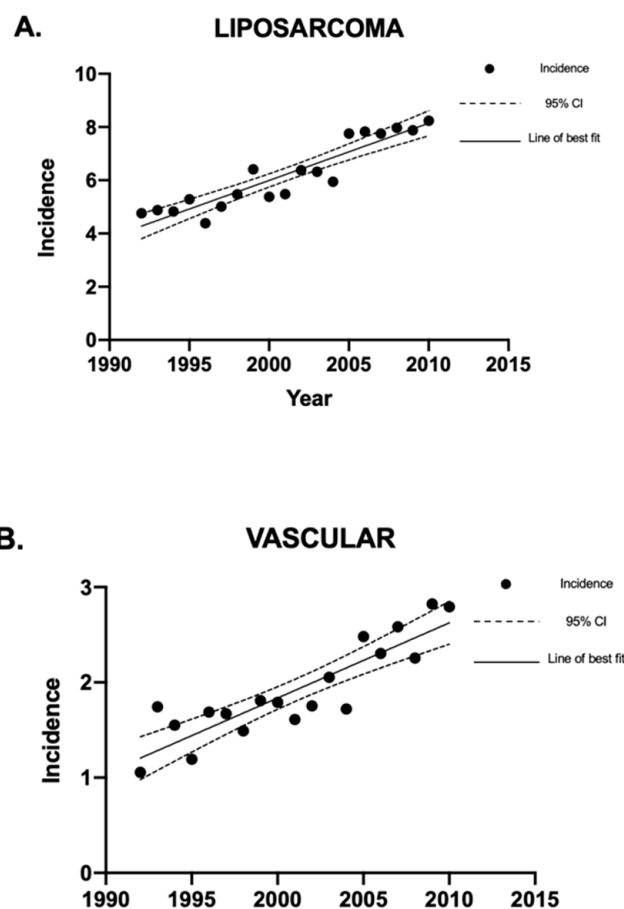 A.
LIPOSARCOMA
10
8
6
4
2
0
Incidence
1990 1995 2000 2005 2010 2015
Year
Incidence
95% CI
Line of best fit
B.
VASCULAR
3
2
1
0
Incidence
1990 1995 2000 2005 2010 2015
Incidence
95% CI
Line of best fit